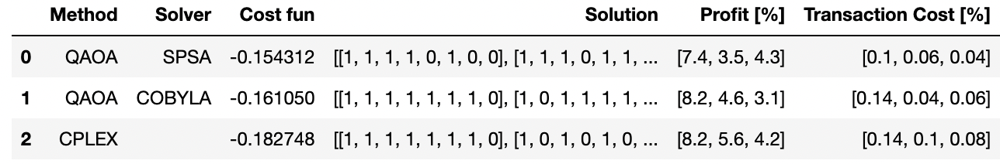 Method Solver Cost fun Solution Profit [%] Transaction Cost [%]
0 QAOA SPSA -0.154312 [[1, 1, 1, 1, 0, 1, 0, 0], [1, 1, 1, 0, 1, 1, ... [7.4, 3.5, 4.3] [0.1, 0.06, 0.04]
1 QAOA COBYLA -0.161050 [[1, 1, 1, 1, 1, 1, 1, 0], [1, 0, 1, 1, 1, 1, ... [8.2, 4.6, 3.1] [0.14, 0.04, 0.06]
2 CPLEX -0.182748 [[1, 1, 1, 1, 1, 1, 1, 0], [1, 0, 1, 0, 1, 0, ... [8.2, 5.6, 4.2] [0.14, 0.1, 0.08]